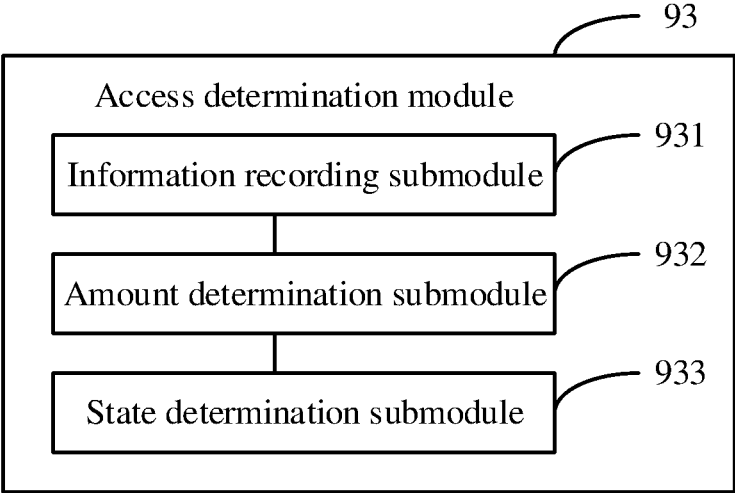 93
Access determination module
931
Information recording submodule
932
Amount determination submodule
933
State determination submodule